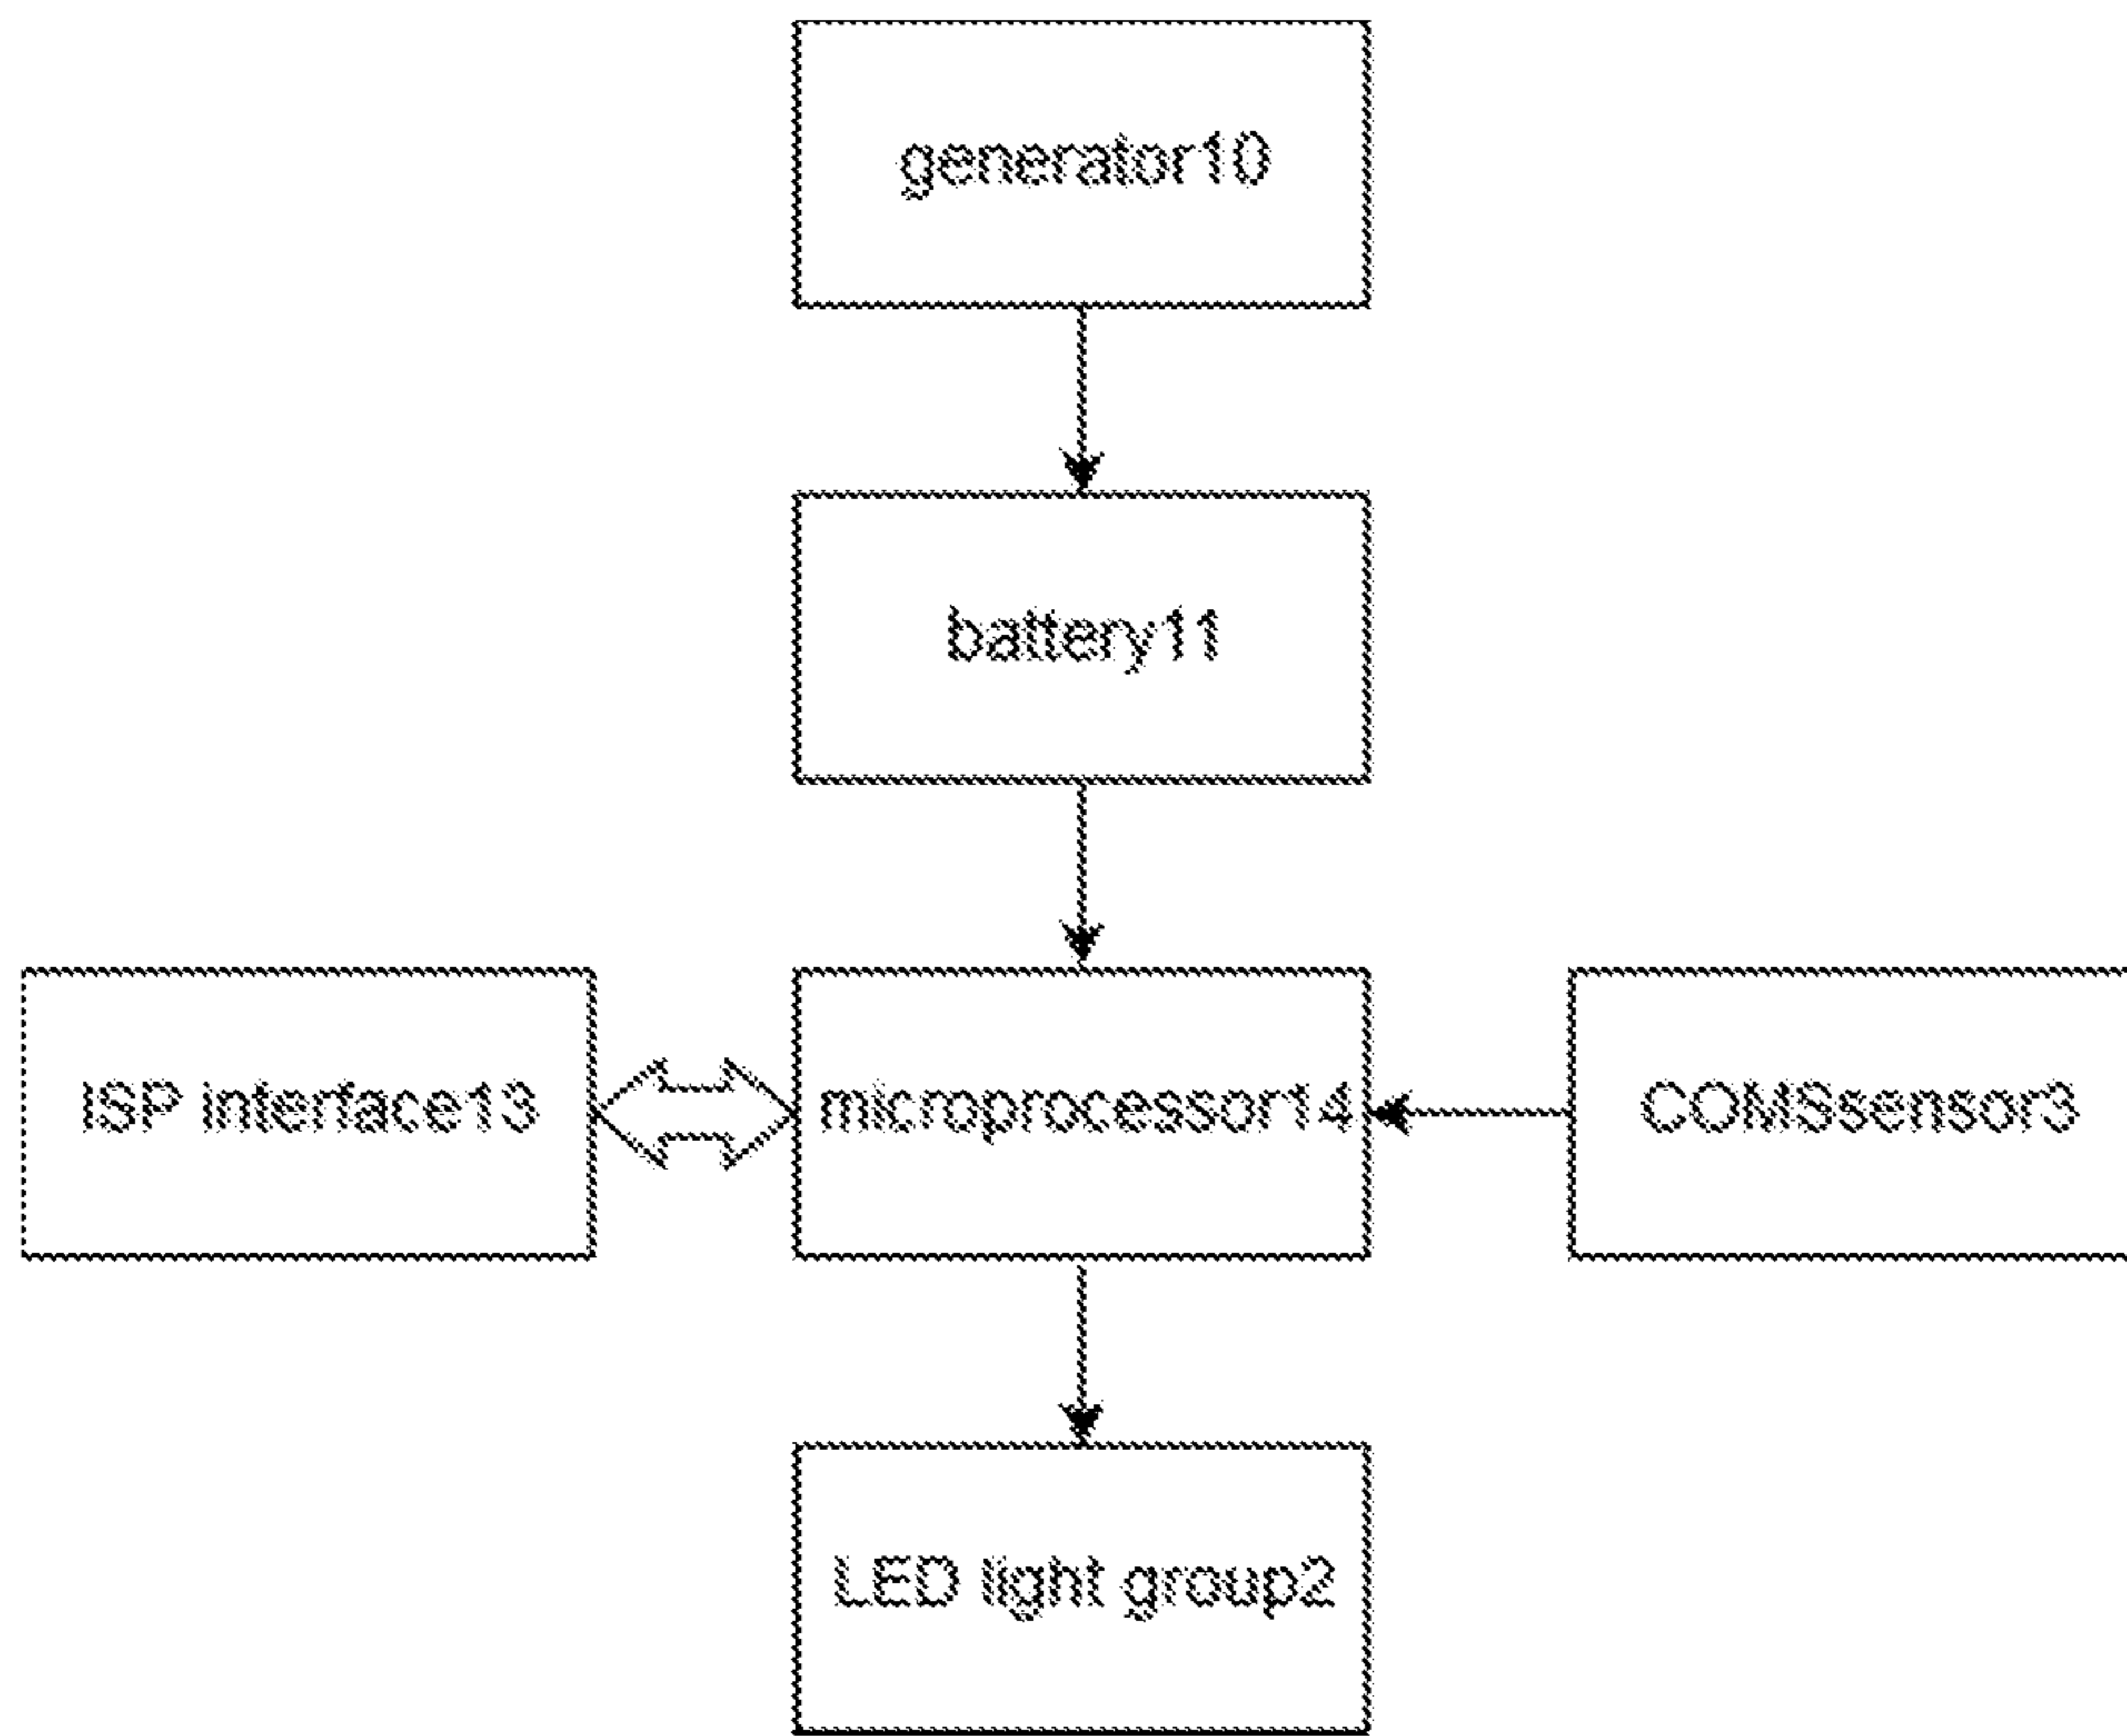 generator10
battery11
ISP interface13
microprocessor14
COMSsensor3
LED light group2